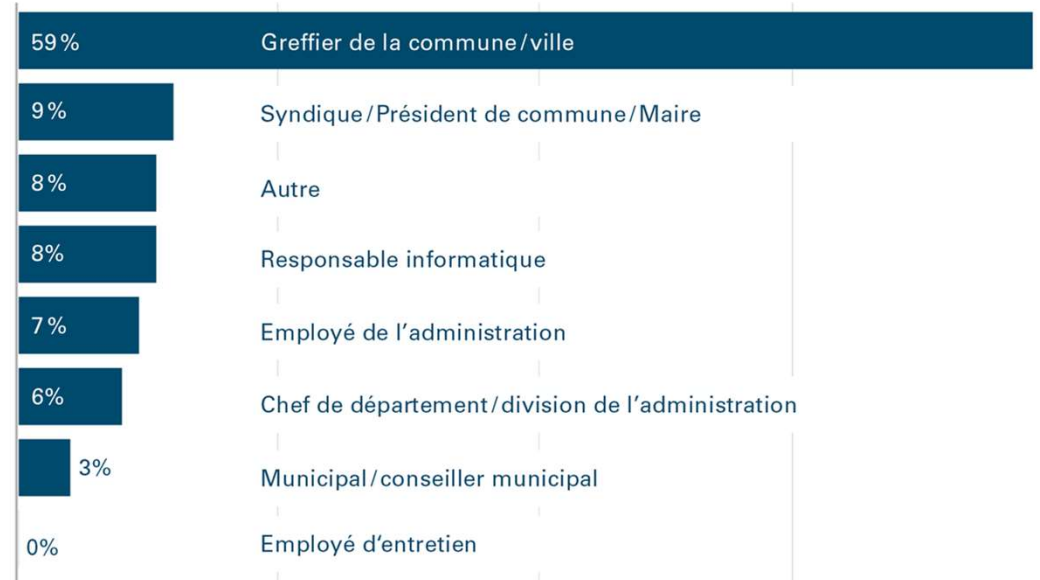 59% Greffier de la commune/ville
9% Syndique/Président de commune/Maire
8% Autre
8% Responsable informatique
7% Employé de l’administration
6% Chef de département/division de l’administration
3% Municipal/conseiller municipal
0% Employé d‘entretien